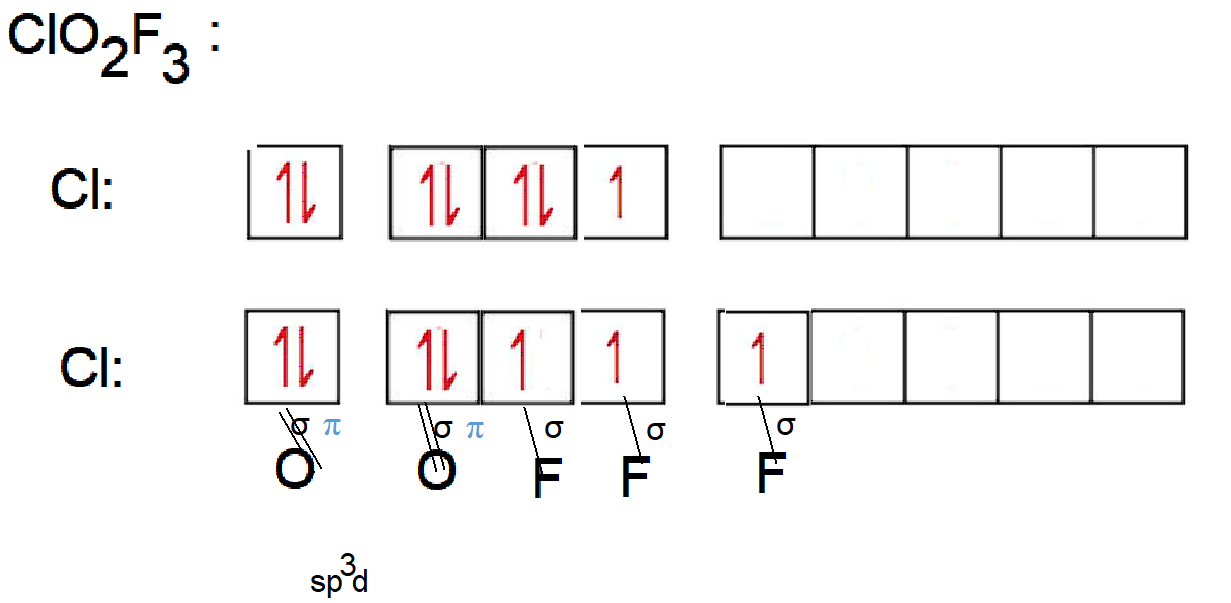 ClO₂F₃ :
Cl: ⥮ ⥮ ⥮ ↿
Cl: ⥮ ⥮ ↿ ↿ ↿
σ π σ π σ σ σ
O O F F F
sp³d